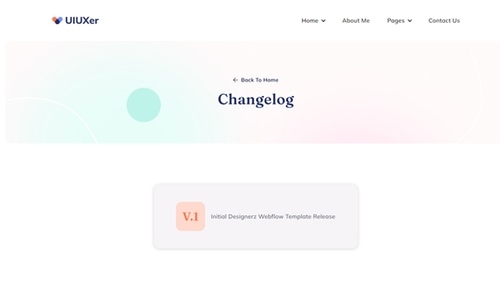 UIUXer
Home
About Me
Pages
Contact Us
Back To Home
Changelog
V.1
Initial Designerz Webflow Template Release